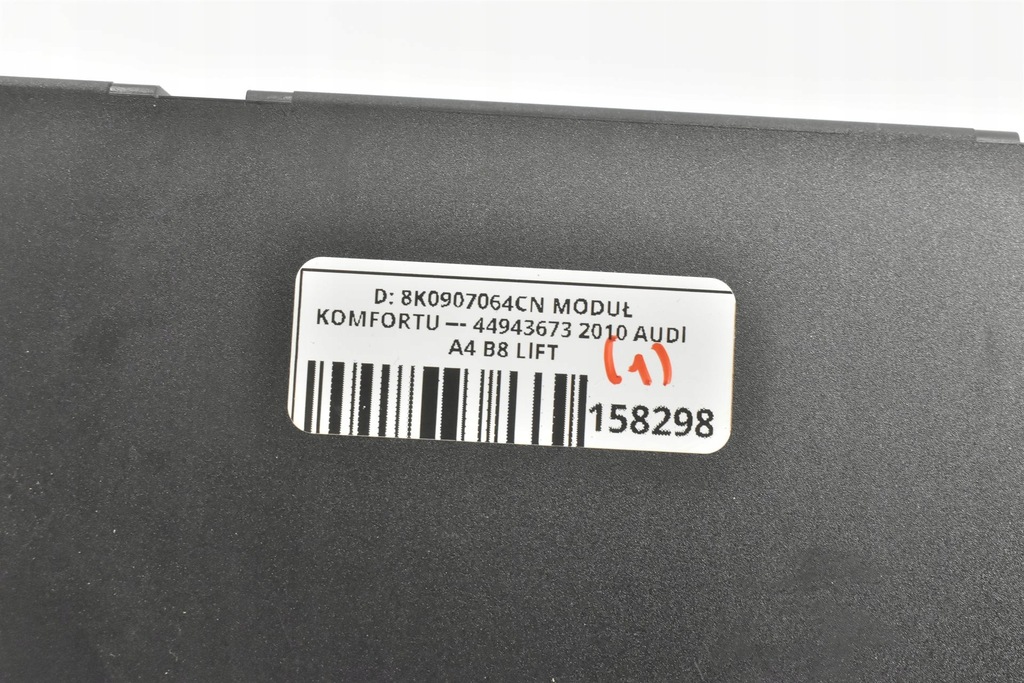 D: 8K0907064CN MODUŁ
KOMFORTU –- 44943673 2010 AUDI
A4 B8 LIFT
(1)
158298